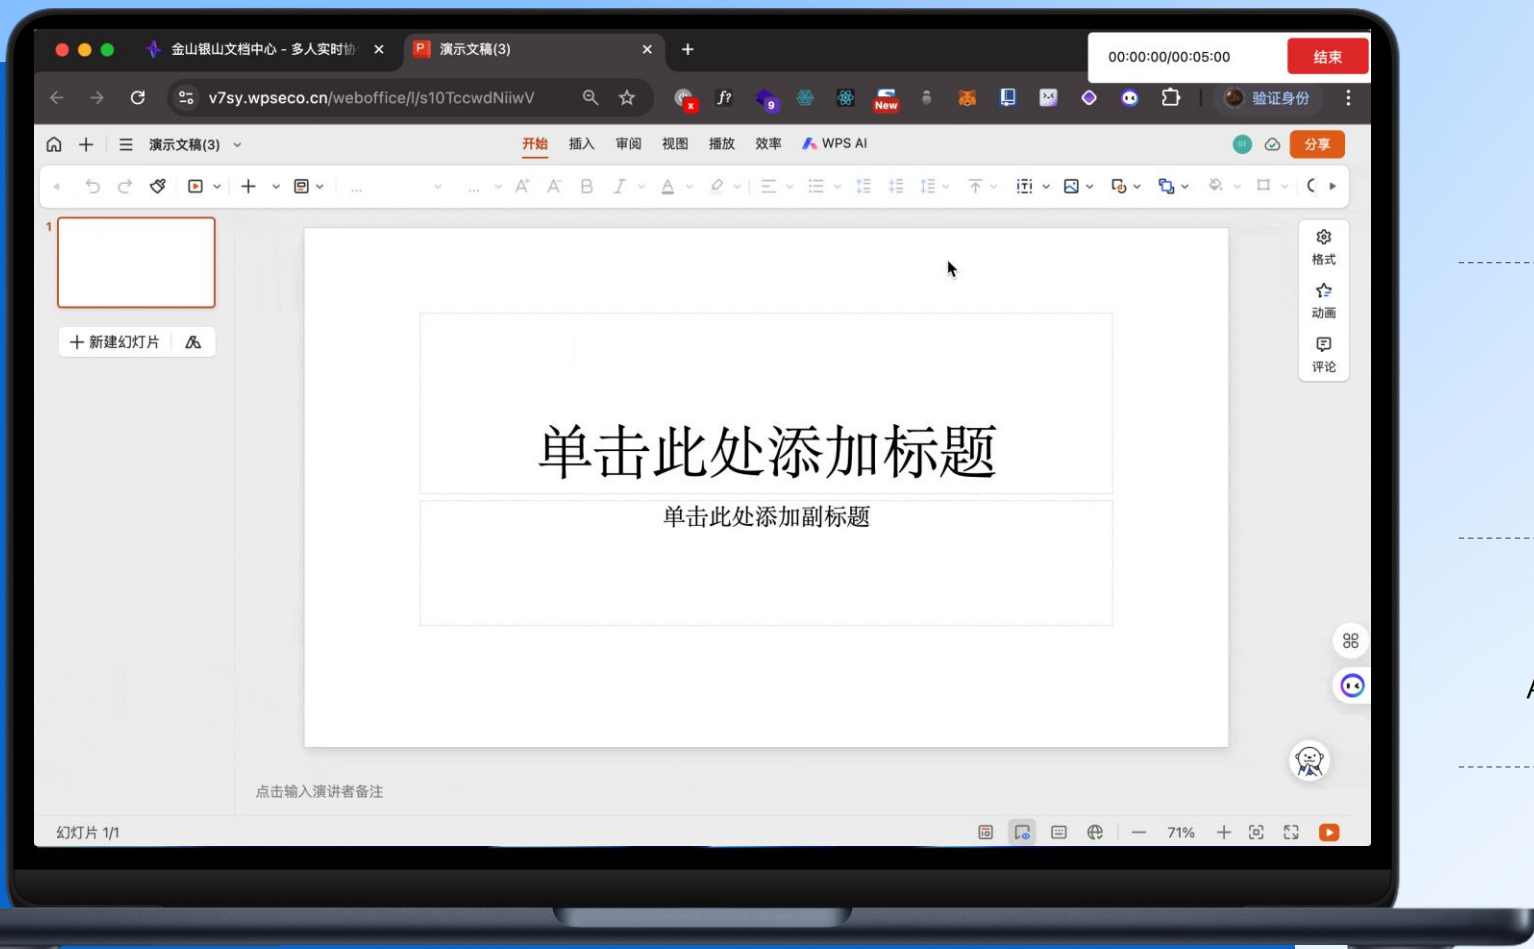 金山银山文档中心 - 多人实时协
演示文稿(3)
00:00:00/00:05:00
结束
v7sy.wpseco.cn/weboffice/l/s10TccwdNiiwV
f?
9
New
验证身份
演示文稿(3)
开始
插入
审阅
视图
播放
效率
WPS AI
分享
1
格式
动画
评论
新建幻灯片
单击此处添加标题
单击此处添加副标题
点击输入演讲者备注
幻灯片 1/1
71%